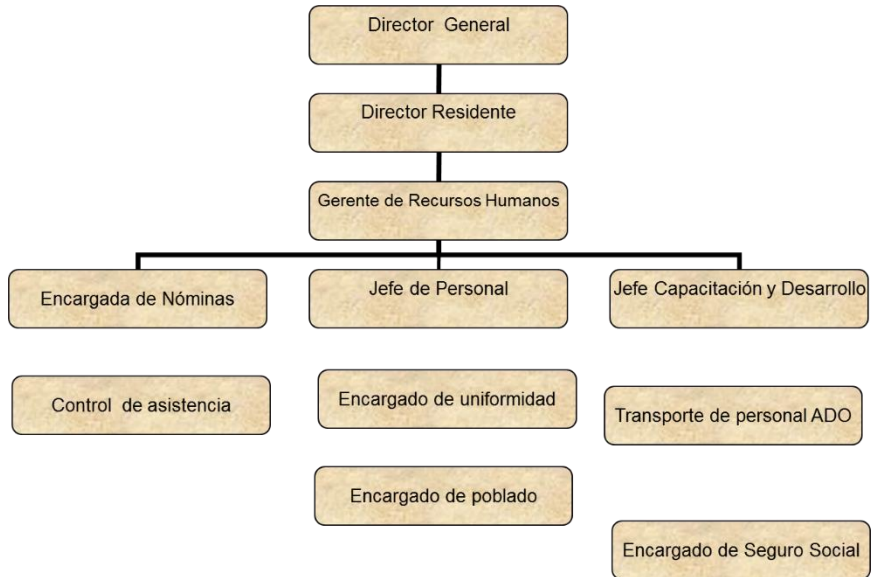 Director General
Director Residente
Gerente de Recursos Humanos
Encargada de Nóminas
Jefe de Personal
Jefe Capacitación y Desarrollo
Control de asistencia
Encargado de uniformidad
Transporte de personal ADO
Encargado de poblado
Encargado de Seguro Social